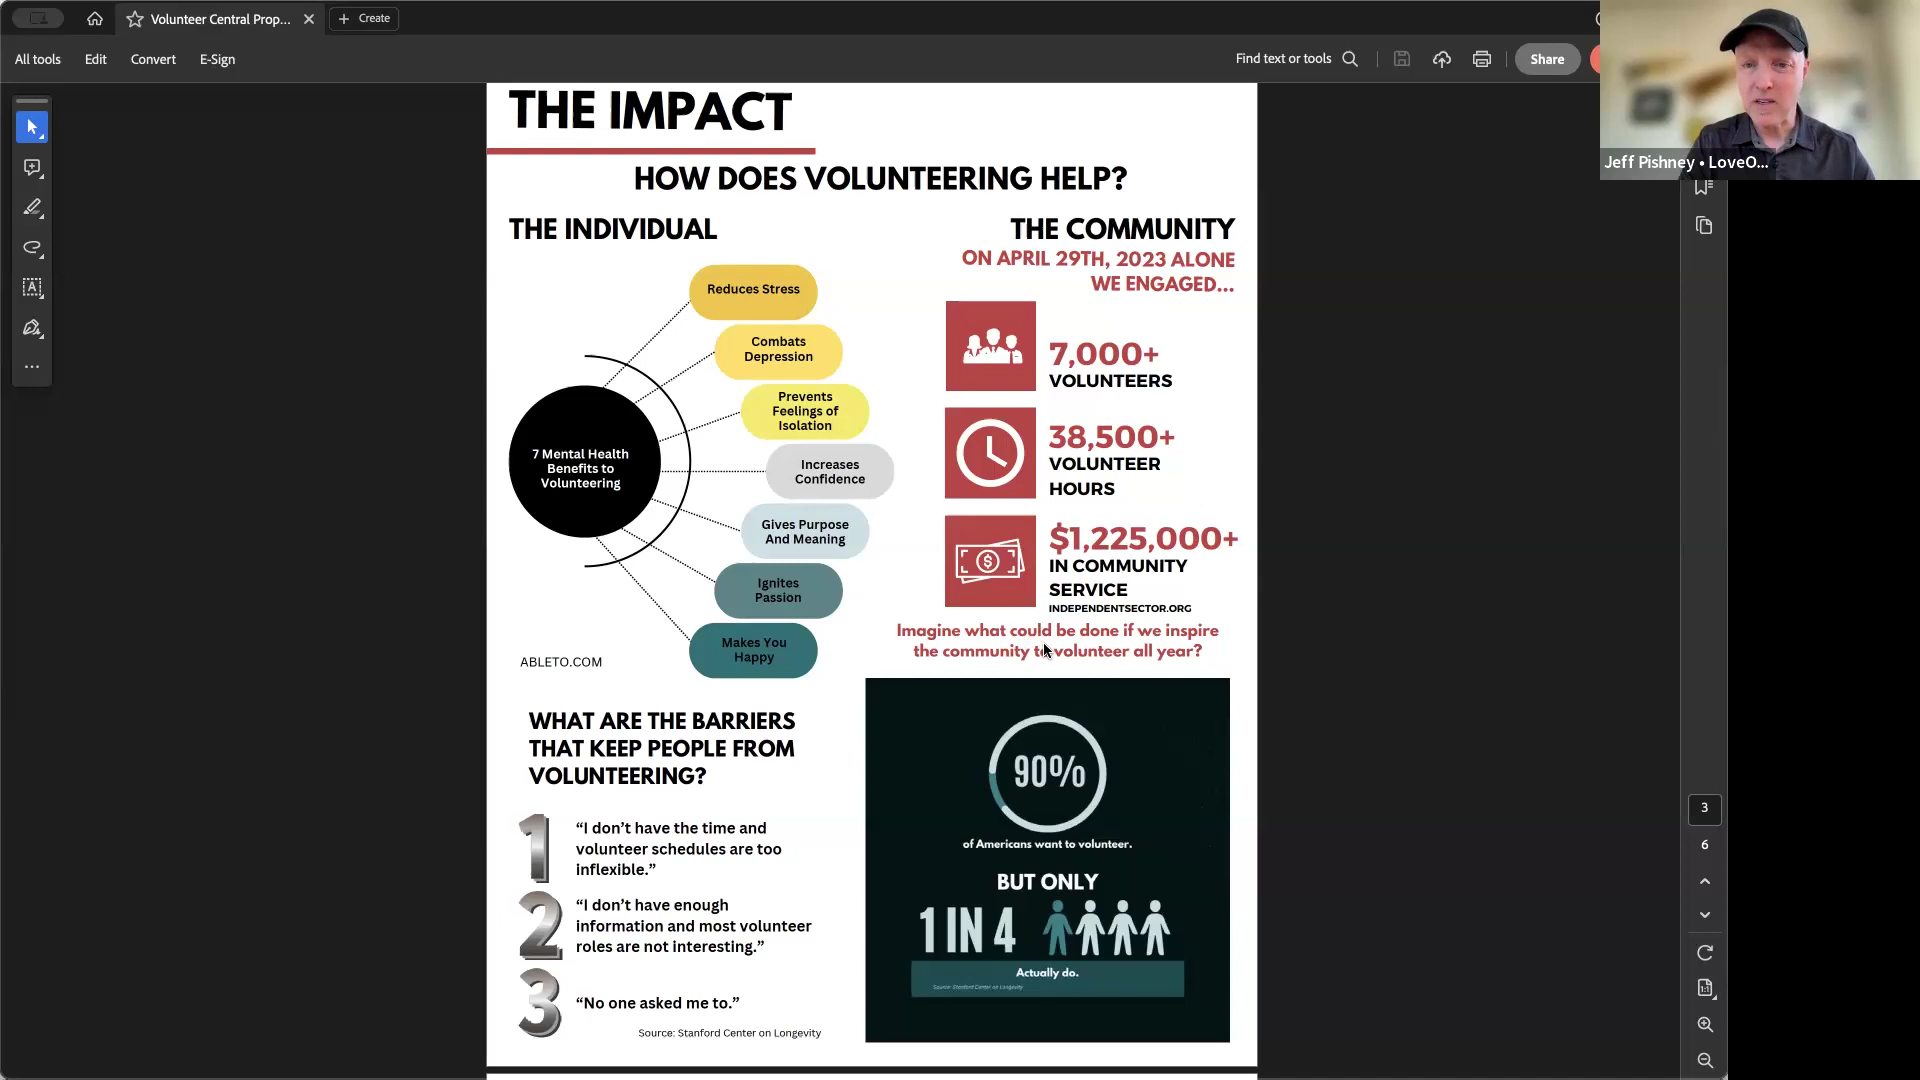 Volunteer Central Prop...
Create
All tools
Edit
Convert
E-Sign
Find text or tools
Share
Jeff Pishney • LoveO...
THE IMPACT
HOW DOES VOLUNTEERING HELP?
THE INDIVIDUAL
7 Mental Health
Benefits to
Volunteering
Reduces Stress
Combats
Depression
Prevents
Feelings of
Isolation
Increases
Confidence
Gives Purpose
And Meaning
Ignites
Passion
Makes You
Happy
ABLETO.COM
THE COMMUNITY
ON APRIL 29TH, 2023 ALONE
WE ENGAGED...
7,000+
VOLUNTEERS
38,500+
VOLUNTEER
HOURS
$1,225,000+
IN COMMUNITY
SERVICE
INDEPENDENTSECTOR.ORG
Imagine what could be done if we inspire
the community to volunteer all year?
WHAT ARE THE BARRIERS
THAT KEEP PEOPLE FROM
VOLUNTEERING?
1
“I don’t have the time and
volunteer schedules are too
inflexible.”
2
“I don’t have enough
information and most volunteer
roles are not interesting.”
3
“No one asked me to.”
Source: Stanford Center on Longevity
90%
of Americans want to volunteer.
BUT ONLY
1 IN 4
Actually do.
Source: Stanford Center on Longevity
3
6
1:1